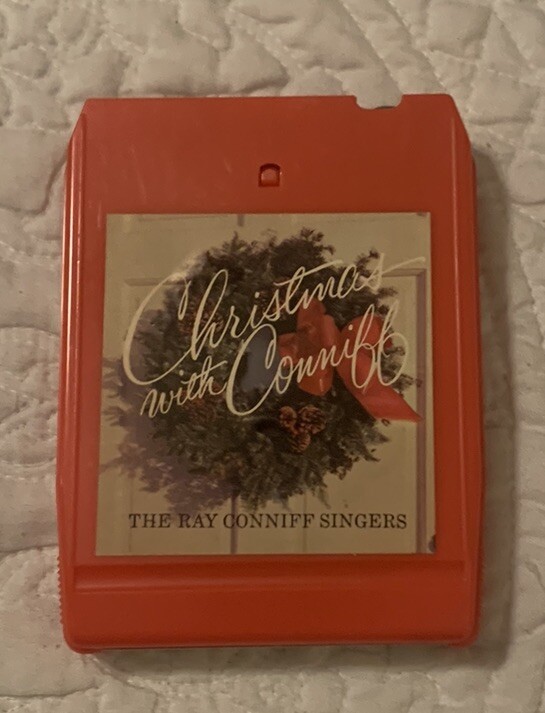 Christmas
with Conniff
THE RAY CONNIFF SINGERS